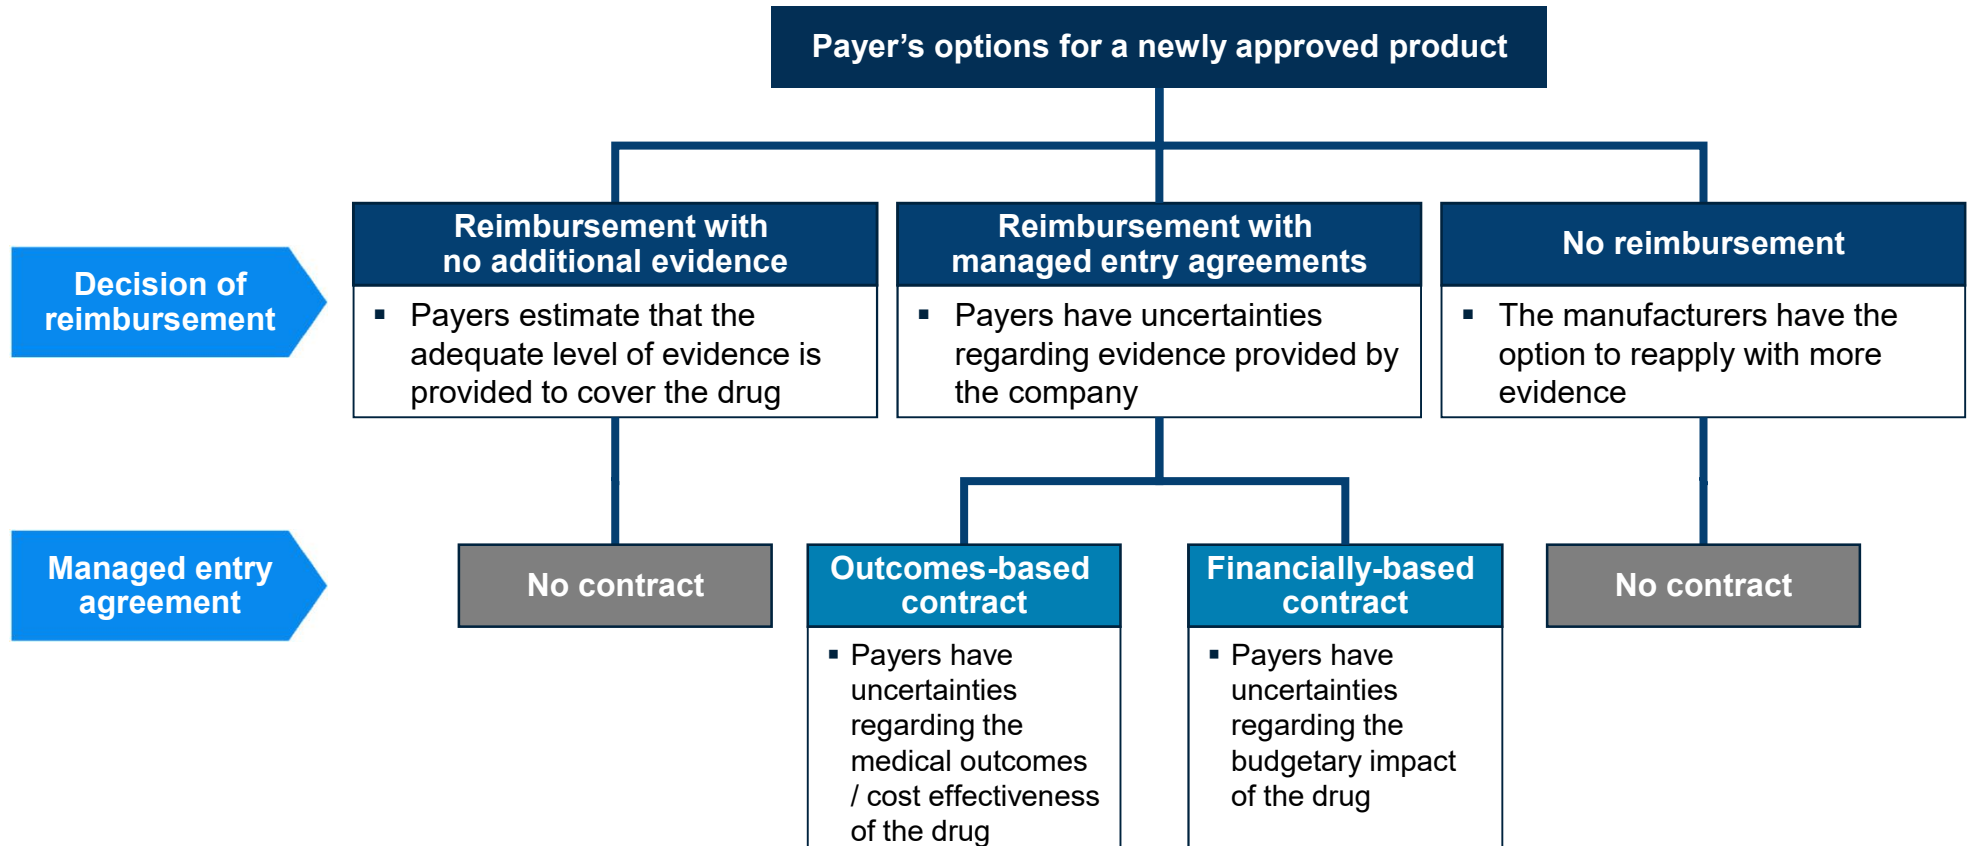 Payer’s options for a newly approved product
Decision of
reimbursement
Reimbursement with
no additional evidence
▪ Payers estimate that the
adequate level of evidence is
provided to cover the drug
Reimbursement with
managed entry agreements
▪ Payers have uncertainties
regarding evidence provided by
the company
No reimbursement
▪ The manufacturers have the
option to reapply with more
evidence
Managed entry
agreement
No contract
Outcomes-based
contract
▪ Payers have
uncertainties
regarding the
medical outcomes
/ cost effectiveness
of the drug
Financially-based
contract
▪ Payers have
uncertainties
regarding the
budgetary impact
of the drug
No contract